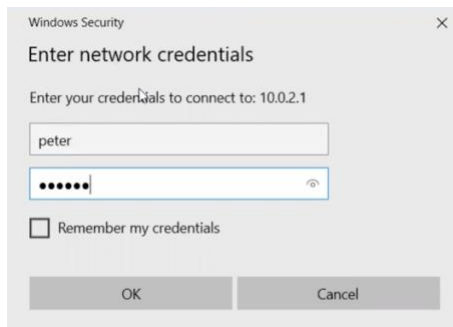 Windows Security
Enter network credentials
Enter your credentials to connect to: 10.0.2.1
peter
●●●●●●
Remember my credentials
OK
Cancel